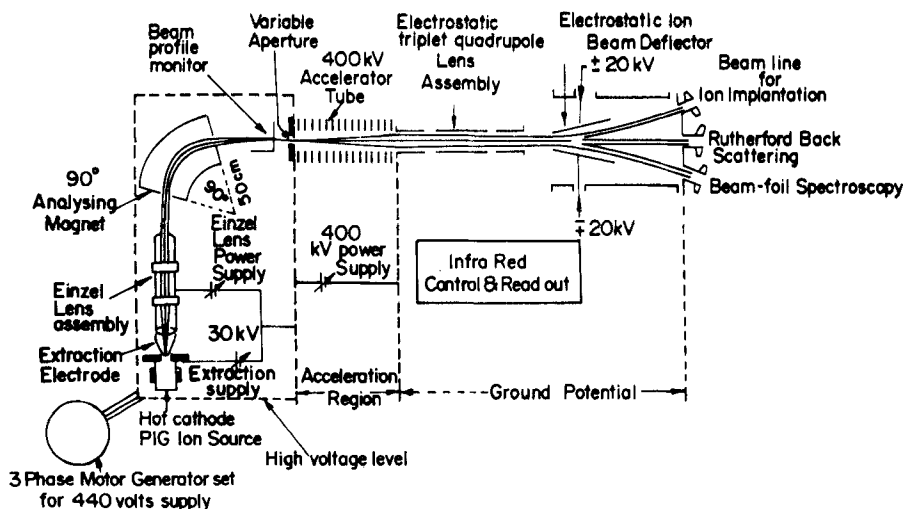 Beam
profile
monitor
Variable
Aperture
400kV
Accelerator
Tube
Electrostatic
triplet quadrupole
Lens
Assembly
Electrostatic Ion
Beam Deflector
± 20 kV
Beam line
for
Ion Implantation
Rutherford Back
Scattering
Beam-foil Spectroscopy
∓ 20kV
90°
Analysing
Magnet
90°
50cm
Einzel
Lens
Power
Supply
400
kV power
Supply
Infra Red
Control & Read out
Einzel
Lens
assembly
30 kV
Extraction
Electrode
Extraction
supply
Acceleration
Region
Ground Potential
Hot cathode
PIG Ion Source
High voltage level
3 Phase Motor Generator set
for 440 volts supply